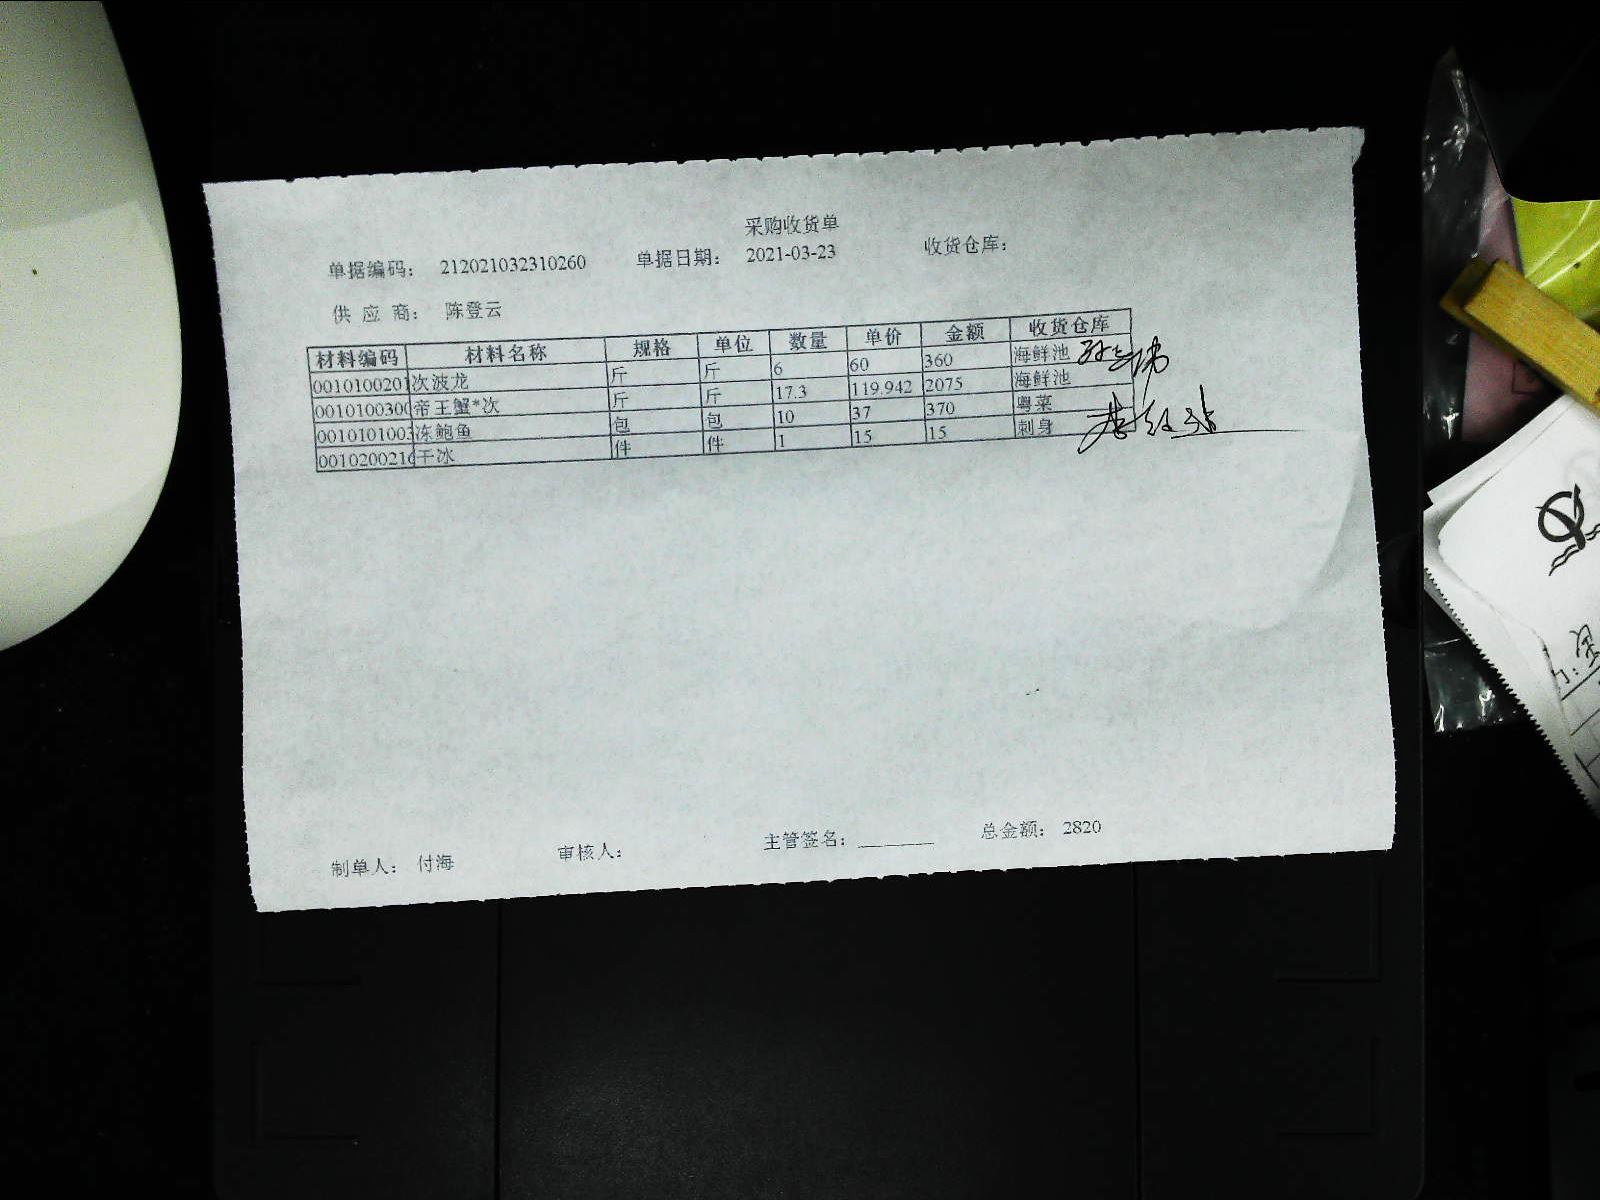 采购收货单
单据编码: 212021032310260 单据日期: 2021-03-23 收货仓库:
供 应 商: 陈登云
材料编码 材料名称 规格 单位 数量 单价 金额 收货仓库
0010100201 次波龙 斤 斤 6 60 360 海鲜池
0010100300 帝王蟹*次 斤 斤 17.3 119.942 2075 海鲜池
0010101003 冻鲍鱼 包 包 10 37 370 粤菜
0010200210 干冰 件 件 1 15 15 刺身
制单人: 付海 审核人: 主管签名: 总金额: 2820